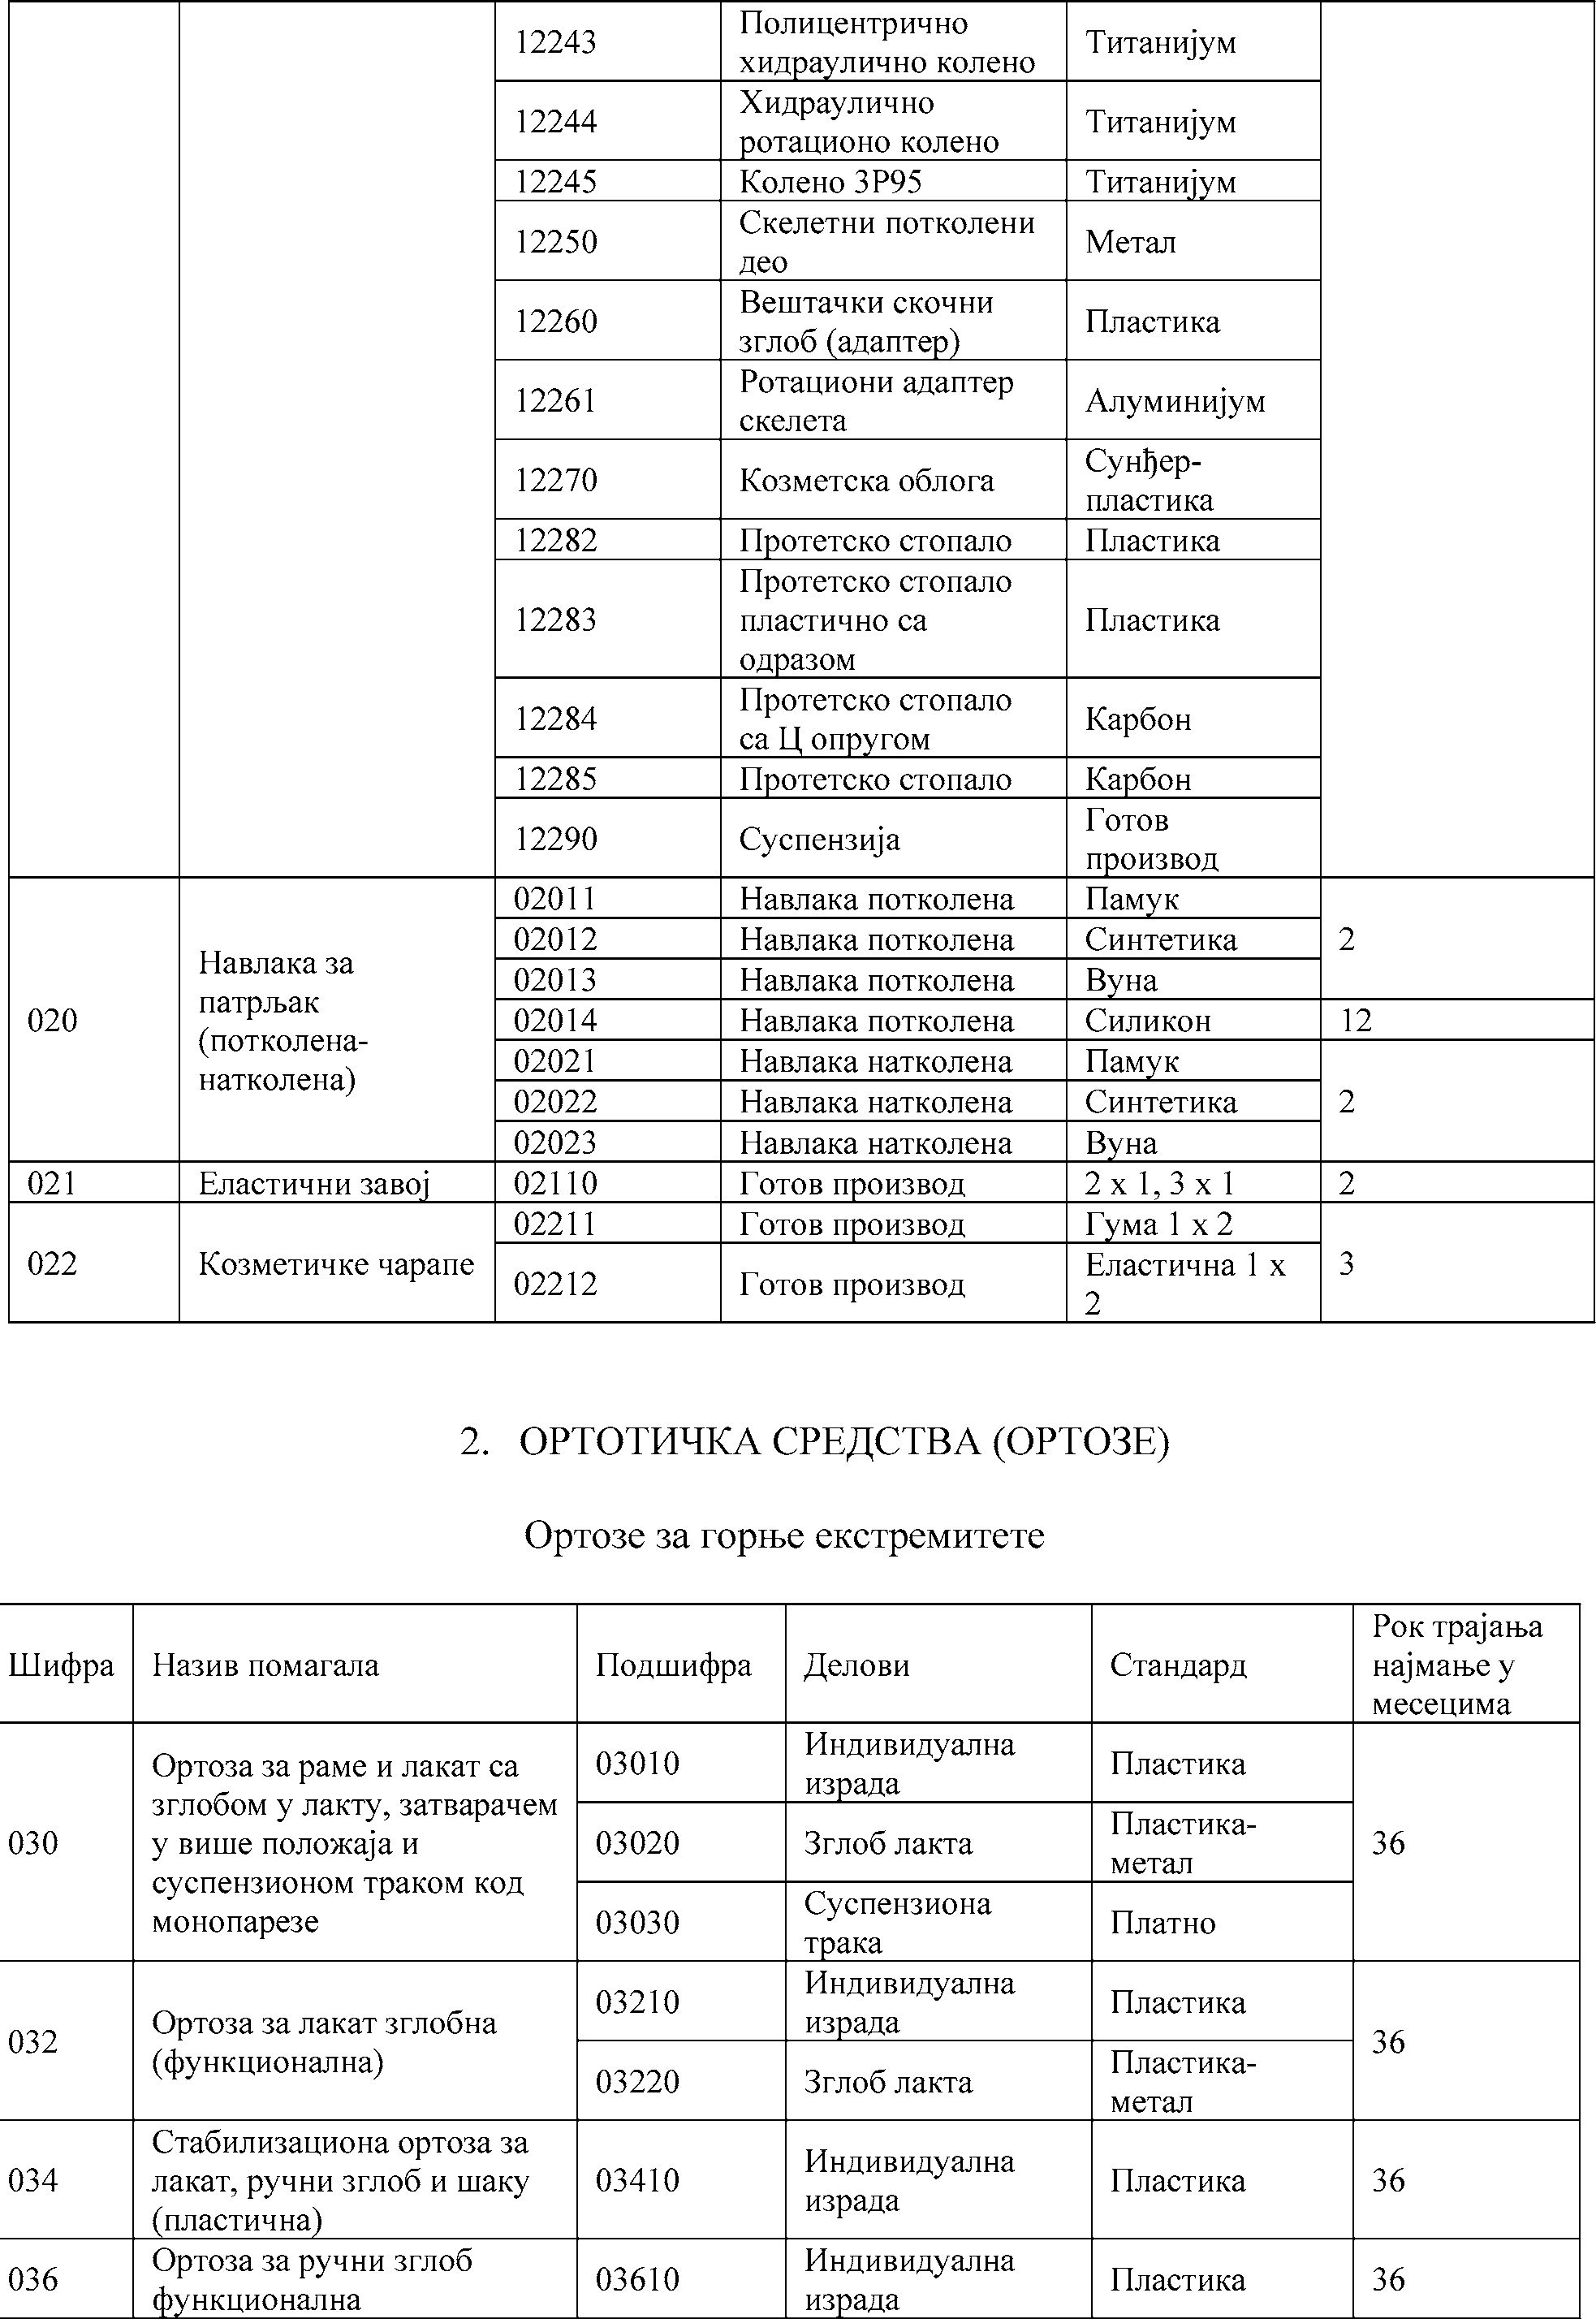 12243 Полицентрично хидраулично колено Титанијум
12244 Хидраулично ротационо колено Титанијум
12245 Колено 3Р95 Титанијум
12250 Скелетни потколени део Метал
12260 Вештачки скочни зглоб (адаптер) Пластика
12261 Ротациони адаптер скелета Алуминијум
12270 Козметска облога Сунђер-пластика
12282 Протетско стопало Пластика
12283 Протетско стопало пластично са одразом Пластика
12284 Протетско стопало са Ц опругом Карбон
12285 Протетско стопало Карбон
12290 Суспензија Готов производ
020 Навлака за патрљак (потколена-натколена)
02011 Навлака потколена Памук
02012 Навлака потколена Синтетика 2
02013 Навлака потколена Вуна
02014 Навлака потколена Силикон 12
02021 Навлака натколена Памук
02022 Навлака натколена Синтетика 2
02023 Навлака натколена Вуна
021 Еластични завој 02110 Готов производ 2 x 1, 3 x 1 2
022 Козметичке чарапе 02211 Готов производ Гума 1 x 2 3
02212 Готов производ Еластична 1 x 2
2. ОРТОТИЧКА СРЕДСТВА (ОРТОЗЕ)
Ортозе за горње екстремитете
Шифра Назив помагала Подшифра Делови Стандард Рок трајања најмање у месецима
030 Ортоза за раме и лакат са зглобом у лакту, затварачем у више положаја и суспензионом траком код монопарезе 03010 Индивидуална израда Пластика 36
03020 Зглоб лакта Пластика-метал
03030 Суспензиона трака Платно
032 Ортоза за лакат зглобна (функционална) 03210 Индивидуална израда Пластика 36
03220 Зглоб лакта Пластика-метал
034 Стабилизациона ортоза за лакат, ручни зглоб и шаку (пластична) 03410 Индивидуална израда Пластика 36
036 Ортоза за ручни зглоб функционална 03610 Индивидуална израда Пластика 36